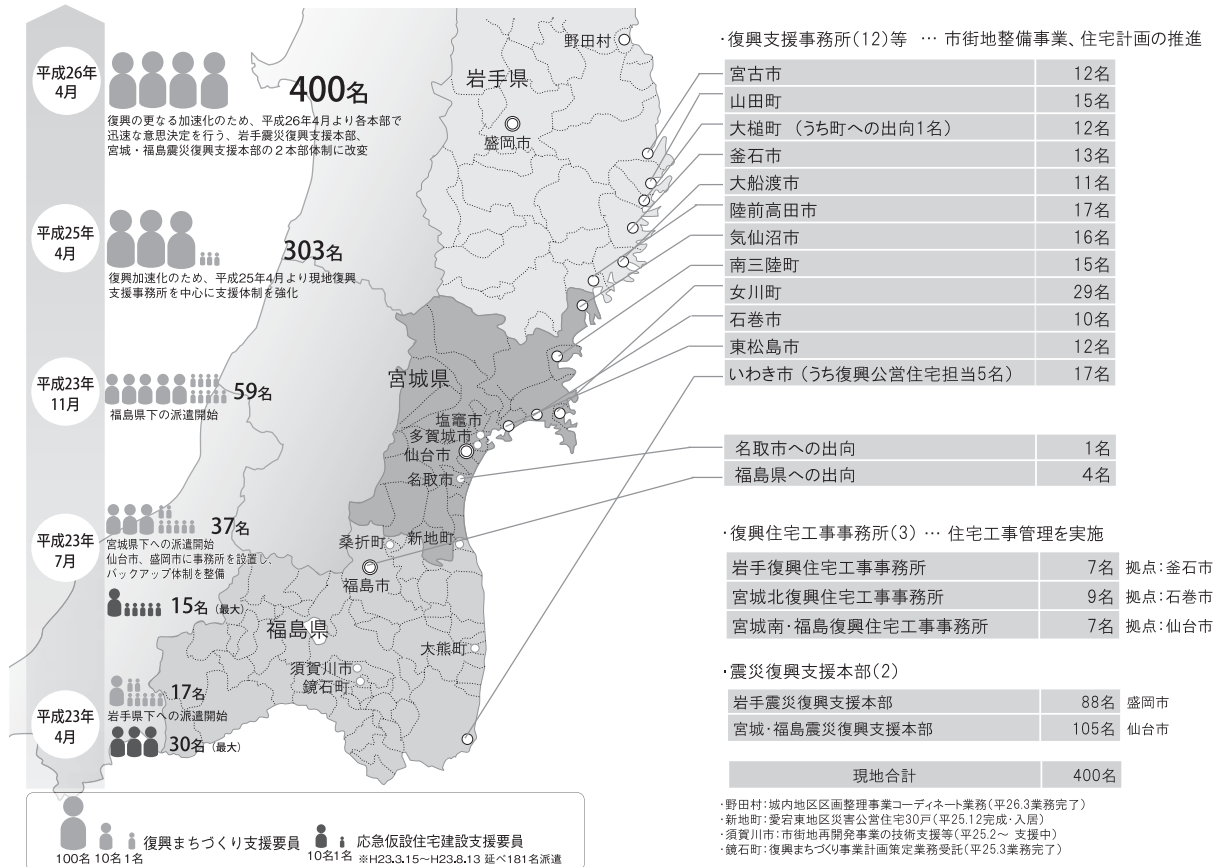 平成26年
4月
400名
復興の更なる加速化のため、平成26年4月より各本部で
迅速な意思決定を行う、岩手震災復興支援本部、
宮城・福島震災復興支援本部の2本部体制に改変
平成25年
4月
303名
復興加速化のため、平成25年4月より現地復興
支援事務所を中心に支援体制を強化
平成23年
11月
59名
福島県下の派遣開始
平成23年
7月
37名
宮城県下への派遣開始
仙台市、盛岡市に事務所を設置し、
バックアップ体制を整備
15名(最大)
平成23年
4月
17名
岩手県下への派遣開始
30名(最大)
100名 10名 1名 復興まちづくり支援要員
10名 1名 応急仮設住宅建設支援要員
※H23.3.15~H23.8.13 延べ181名派遣
野田村
岩手県
盛岡市
宮城県
塩竈市
多賀城市
仙台市
名取市
桑折町
新地町
福島市
福島県
大熊町
須賀川市
鏡石町
・復興支援事務所(12)等 … 市街地整備事業、住宅計画の推進
宮古市 12名
山田町 15名
大槌町 (うち町への出向1名) 12名
釜石市 13名
大船渡市 11名
陸前高田市 17名
気仙沼市 16名
南三陸町 15名
女川町 29名
石巻市 10名
東松島市 12名
いわき市 (うち復興公営住宅担当5名) 17名
名取市への出向 1名
福島県への出向 4名
・復興住宅工事事務所(3) … 住宅工事管理を実施
岩手復興住宅工事事務所 7名 拠点:釜石市
宮城北復興住宅工事事務所 9名 拠点:石巻市
宮城南・福島復興住宅工事事務所 7名 拠点:仙台市
・震災復興支援本部(2)
岩手震災復興支援本部 88名 盛岡市
宮城・福島震災復興支援本部 105名 仙台市
現地合計 400名
・野田村:城内地区区画整理事業コーディネート業務(平26.3業務完了)
・新地町:愛宕東地区災害公営住宅30戸(平25.12完成・入居)
・須賀川市:市街地再開発事業の技術支援等(平25.2~ 支援中)
・鏡石町:復興まちづくり事業計画策定業務受託(平25.3業務完了)